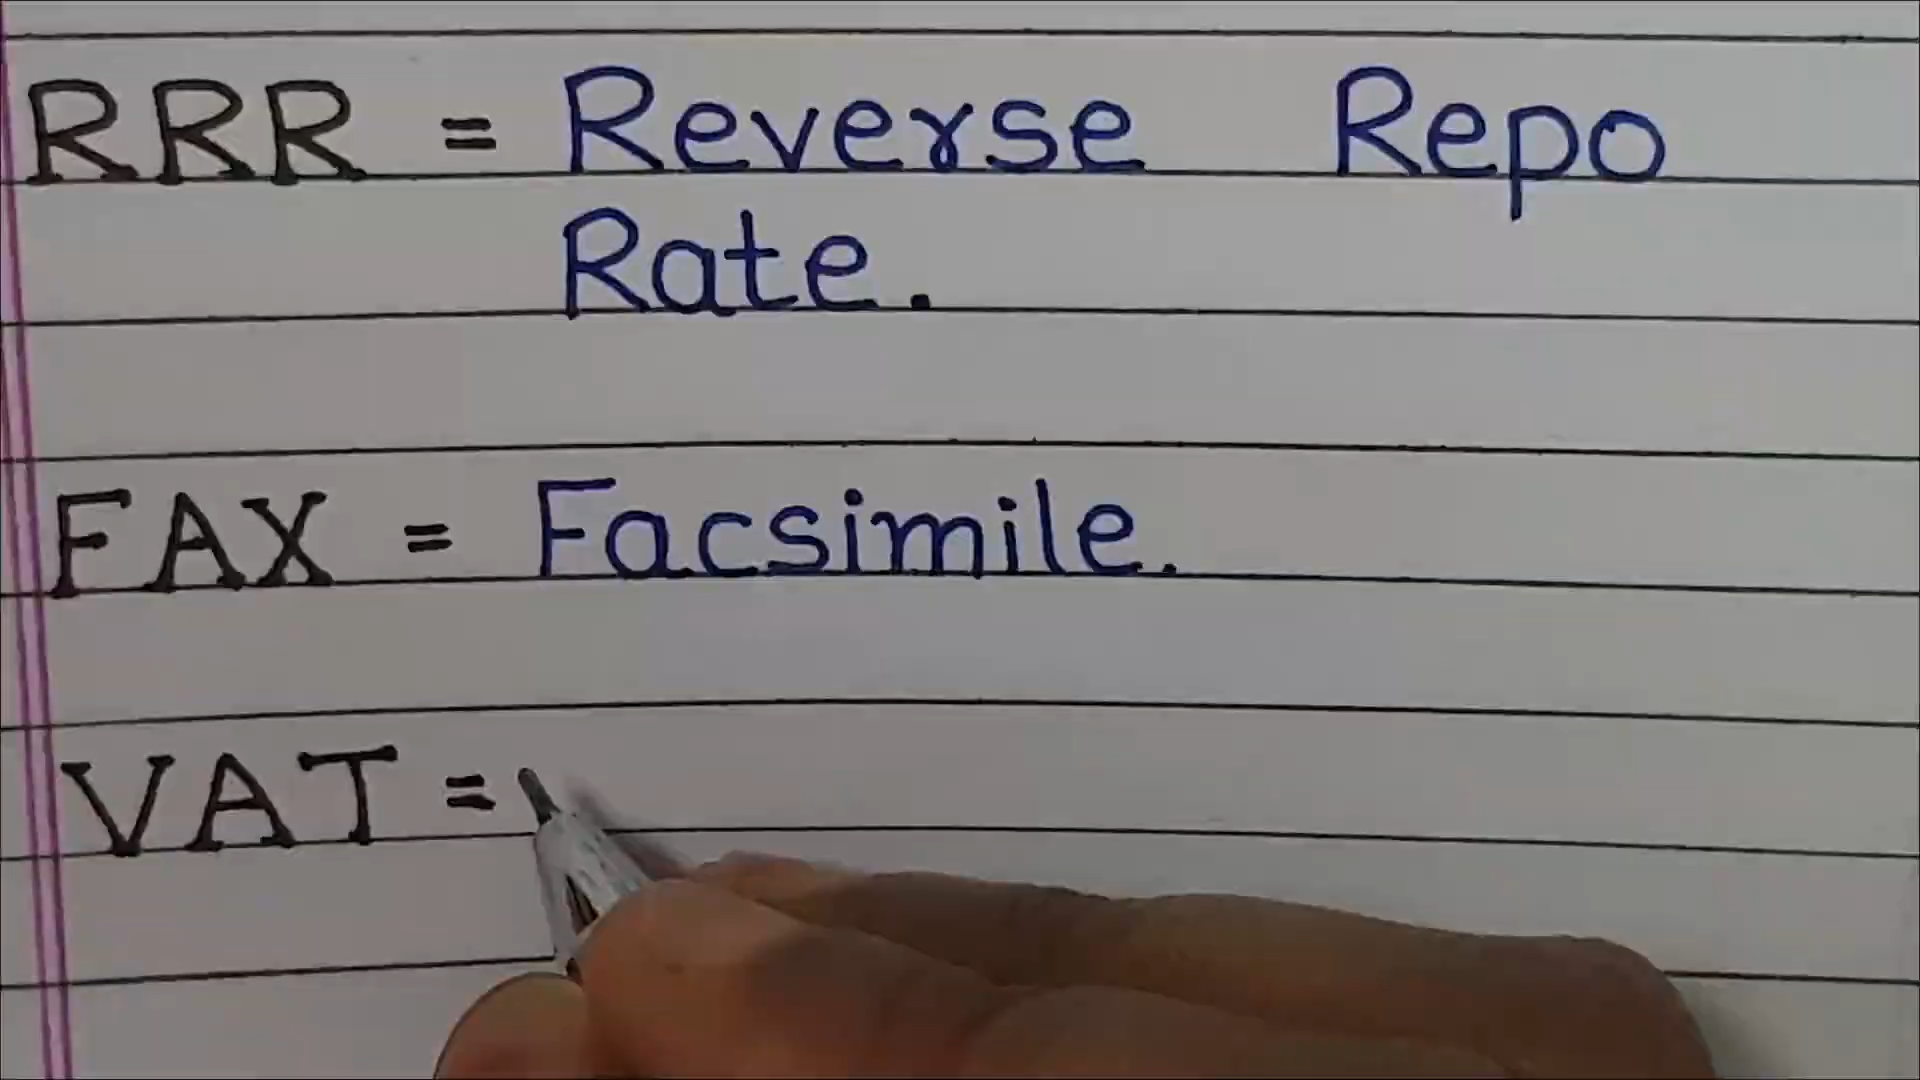 RRR = Reverse Repo
Rate.
FAX = Facsimile.
VAT =